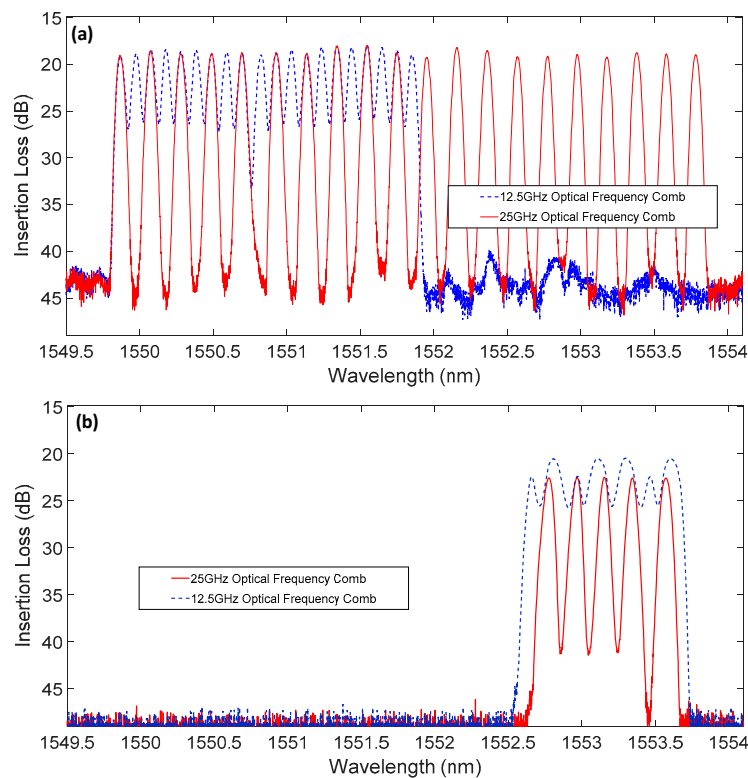 (a)
15
20
25
30
35
40
45
Insertion Loss (dB)
12.5GHz Optical Frequency Comb
25GHz Optical Frequency Comb
1549.5 1550 1550.5 1551 1551.5 1552 1552.5 1553 1553.5 1554
Wavelength (nm)
(b)
15
20
25
30
35
40
45
Insertion Loss (dB)
25GHz Optical Frequency Comb
12.5GHz Optical Frequency Comb
1549.5 1550 1550.5 1551 1551.5 1552 1552.5 1553 1553.5 1554
Wavelength (nm)